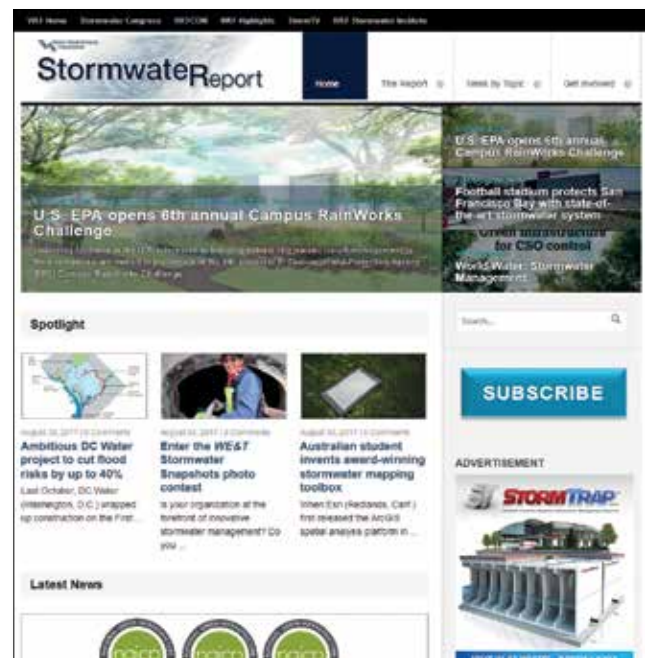 WEF Home Stormwater Congress WEFCOM WEF Highlights WEF Stormwater Institute
StormwateReport
Home The Report News by Topic Get Involved
U.S. EPA opens 6th annual Campus RainWorks
Challenge
U.S. EPA opens 6th annual
Campus RainWorks Challenge
Football stadium protects San
Francisco Bay with state-of-
the-art stormwater system
Green infrastructure
for CSO control
World Water: Stormwater
Management
Search...
SUBSCRIBE
ADVERTISEMENT
STORMTRAP
Spotlight
Ambitious DC Water
project to cut flood
risks by up to 40%
Last October, DC Water
(Washington, D.C.) wrapped
up construction on the First ...
Enter the WE&T
Stormwater
Snapshots photo
contest
Is your organization at the
forefront of innovative
stormwater management? Do
you ...
Australian student
invents award-winning
stormwater mapping
toolbox
When Esri (Redlands, Calif.)
first released the ArcGIS
spatial analysis platform in ...
Latest News